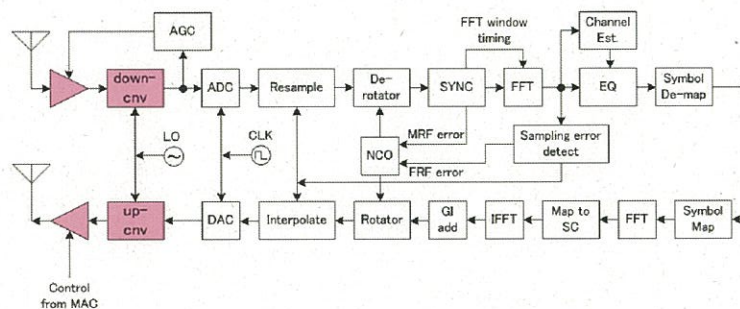 AGC
FFT window
timing
Channel
Est.
down-
cnv
ADC
Resample
De-
rotator
SYNC
FFT
EQ
Symbol
De-map
LO
CLK
MRF error
NCO
FRF error
Sampling error
detect
up-
cnv
DAC
Interpolate
Rotator
GI
add
IFFT
Map to
SC
FFT
Symbol
Map
Control
from MAC